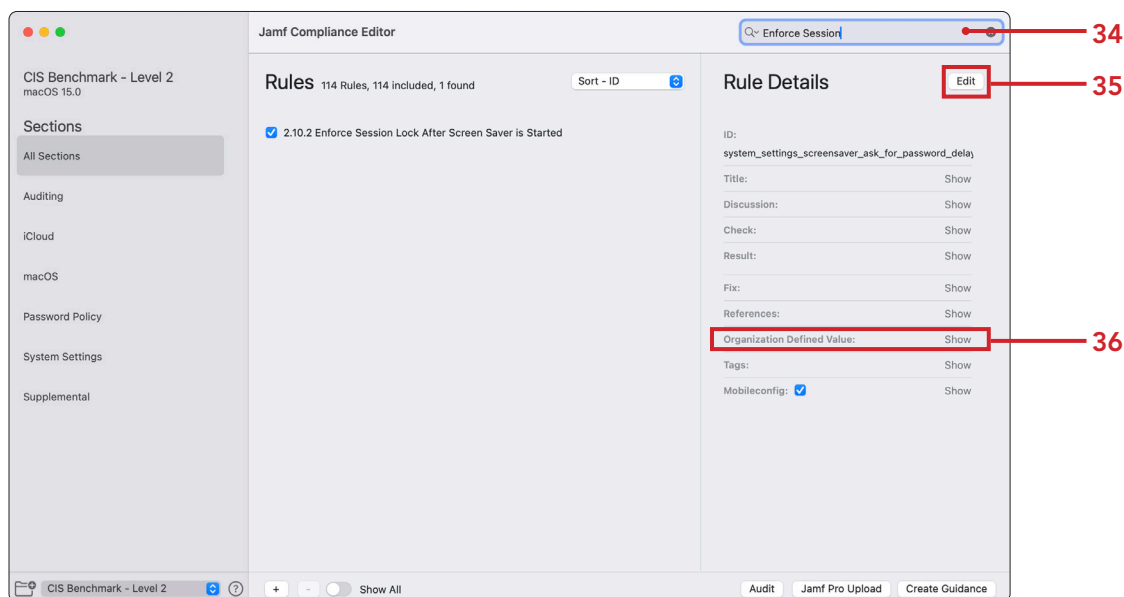 Jamf Compliance Editor
Enforce Session
34
CIS Benchmark - Level 2
macOS 15.0
Sections
All Sections
Auditing
iCloud
macOS
Password Policy
System Settings
Supplemental
CIS Benchmark - Level 2
?
Rules 114 Rules, 114 included, 1 found
Sort - ID
2.10.2 Enforce Session Lock After Screen Saver is Started
+ - Show All
Rule Details
Edit
35
ID:
system_settings_screensaver_ask_for_password_delay
Title: Show
Discussion: Show
Check: Show
Result: Show
Fix: Show
References: Show
Organization Defined Value: Show
36
Tags: Show
Mobileconfig: Show
Audit Jamf Pro Upload Create Guidance